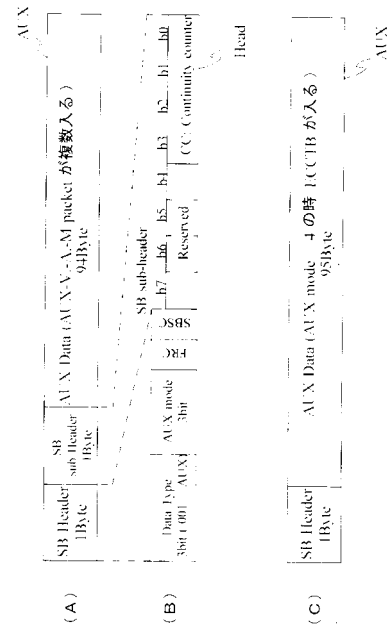 AUX
SB Header
1Byte
SB
sub Header
1Byte
AUX Data (AUX-V,-A,-M packet が複数入る)
94Byte
(A)
SB sub-header
Data Type
3bit
001
AUX
AUX mode
3bit
FRC
SBSC
b7
b6
b5
b4
b3
b2
b1
b0
Reserved
CC: Continuity counter
Head
(B)
SB Header
1Byte
AUX Data (AUX mode 4 の時 ECCTB が入る)
95Byte
AUX
(C)